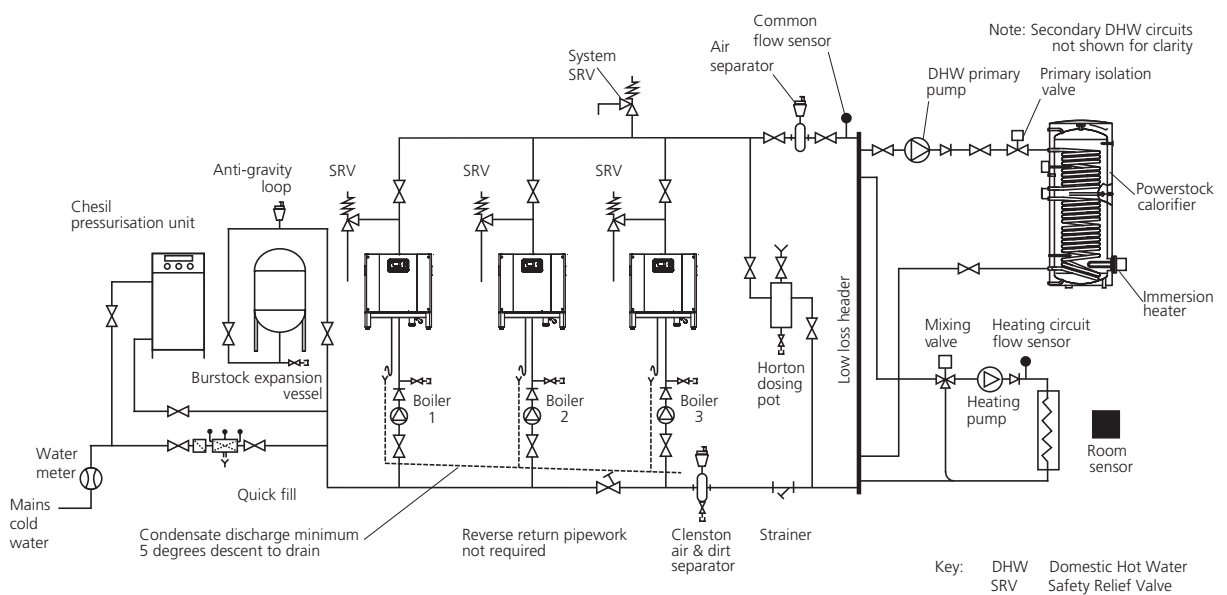 Common
flow sensor
Air
separator
Note: Secondary DHW circuits
not shown for clarity
System
SRV
DHW primary
pump
Primary isolation
valve
Anti-gravity
loop
SRV
SRV
SRV
Chesil
pressurisation unit
Powerstock
calorifier
Immersion
heater
Low loss header
Mixing
valve
Heating circuit
flow sensor
Burstock expansion
vessel
Horton
dosing
pot
Boiler
1
Boiler
2
Boiler
3
Heating
pump
Room
sensor
Water
meter
Mains
cold
water
Quick fill
Condensate discharge minimum
5 degrees descent to drain
Reverse return pipework
not required
Clenston
air & dirt
separator
Strainer
Key: DHW Domestic Hot Water
SRV Safety Relief Valve